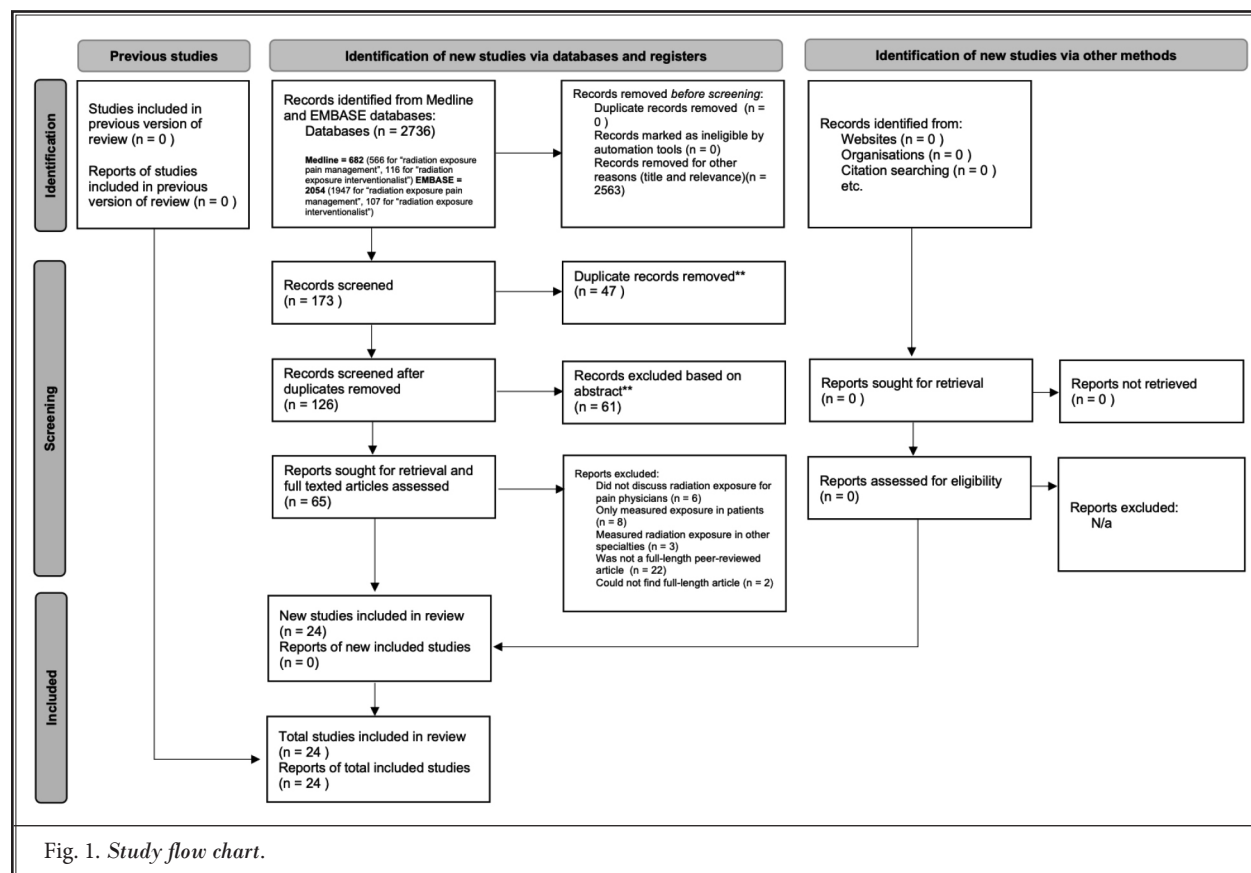 Previous studies
Identification of new studies via databases and registers
Identification of new studies via other methods
Identification
Studies included in
previous version of
review (n = 0 )
Reports of studies
included in previous
version of review (n = 0 )
Records identified from Medline
and EMBASE databases:
Databases (n = 2736)
Medline = 682 (566 for "radiation exposure
pain management", 116 for "radiation
exposure interventionalist") EMBASE =
2054 (1947 for "radiation exposure pain
management", 107 for "radiation exposure
interventionalist")
Records removed before screening:
Duplicate records removed (n =
0 )
Records marked as ineligible by
automation tools (n = 0)
Records removed for other
reasons (title and relevance)(n =
2563)
Records identified from:
Websites (n = 0 )
Organisations (n = 0 )
Citation searching (n = 0 )
etc.
Screening
Records screened
(n = 173 )
Duplicate records removed**
(n = 47 )
Records screened after
duplicates removed
(n = 126)
Records excluded based on
abstract**
(n = 61)
Reports sought for retrieval
(n = 0 )
Reports not retrieved
(n = 0 )
Reports sought for retrieval and
full texted articles assessed
(n = 65)
Reports excluded:
Did not discuss radiation exposure for
pain physicians (n = 6)
Only measured exposure in patients
(n = 8)
Measured radiation exposure in other
specialties (n = 3)
Was not a full-length peer-reviewed
article (n = 22)
Could not find full-length article (n = 2)
Reports assessed for eligibility
(n = 0)
Reports excluded:
N/a
Included
New studies included in review
(n = 24)
Reports of new included studies
(n = 0)
Total studies included in review
(n = 24 )
Reports of total included studies
(n = 24 )
Fig. 1. Study flow chart.